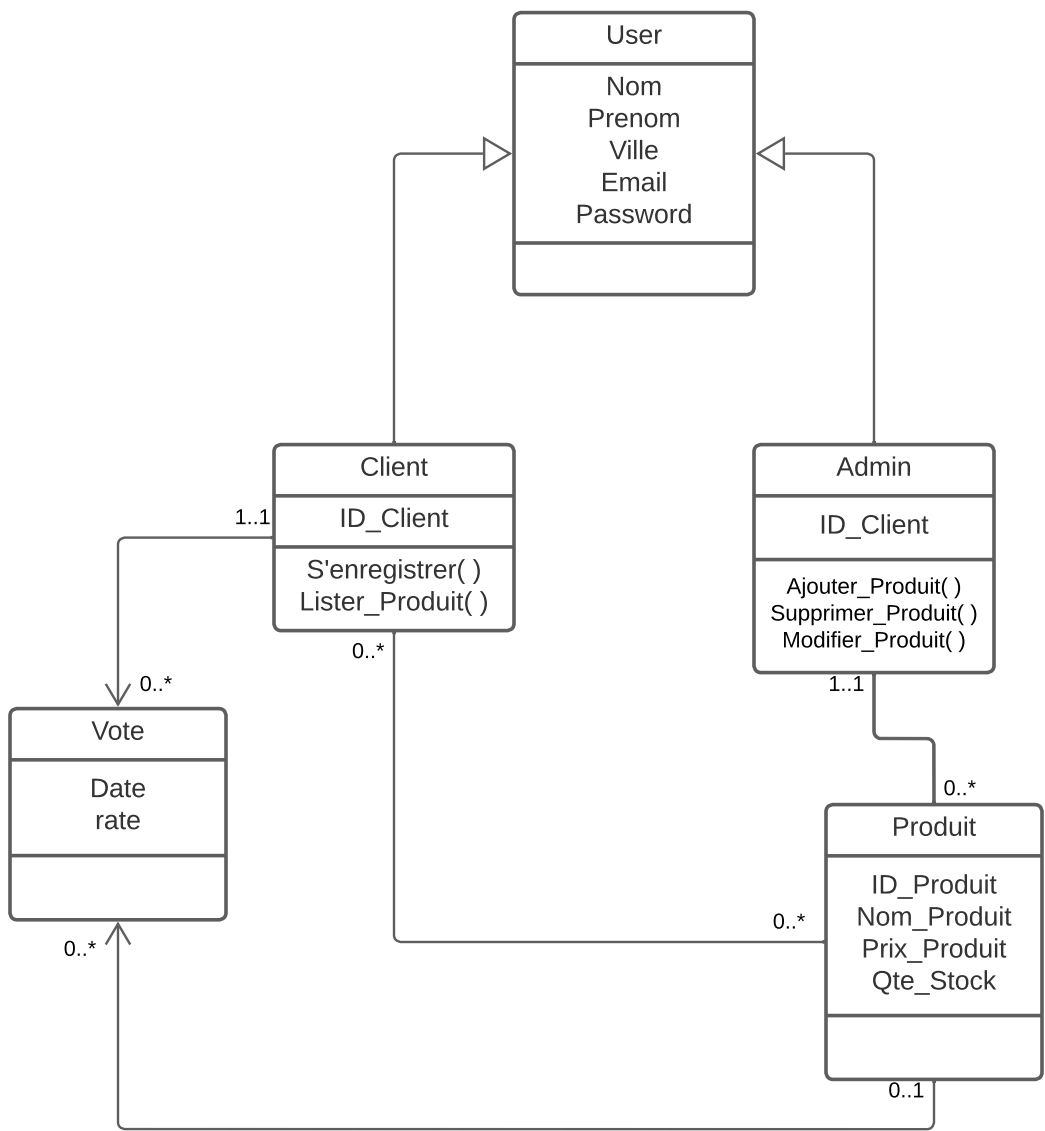 User
Nom
Prenom
Ville
Email
Password
Client
ID_Client
S'enregistrer( )
Lister_Produit( )
Admin
ID_Client
Ajouter_Produit( )
Supprimer_Produit( )
Modifier_Produit( )
1..1
0..*
0..*
1..1
Vote
Date
rate
0..*
Produit
ID_Produit
Nom_Produit
Prix_Produit
Qte_Stock
0..*
0..*
0..1